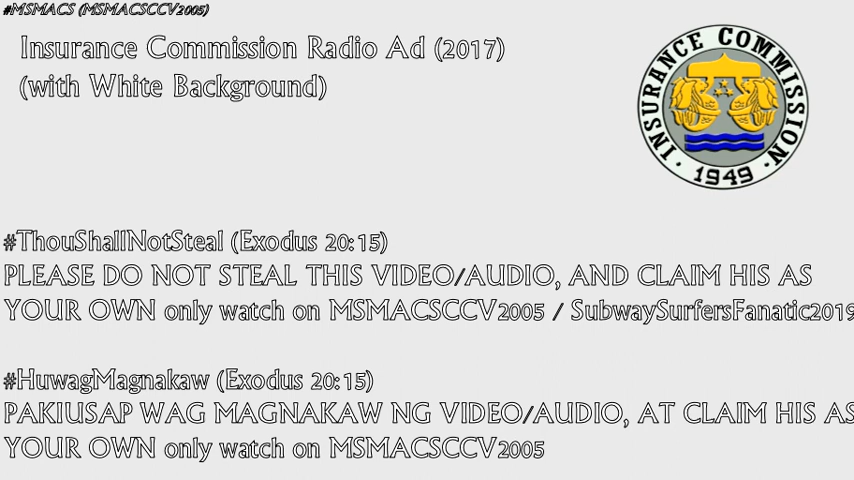 #MSMACS (MSMACSCCV2005)
Insurance Commission Radio Ad (2017)
(with White Background)
INSURANCE COMMISSION
1949
#ThouShallNotSteal (Exodus 20:15)
PLEASE DO NOT STEAL THIS VIDEO/AUDIO, AND CLAIM HIS AS
YOUR OWN only watch on MSMACSCCV2005 / SubwaySurfersFanatic2019
#HuwagMagnakaw (Exodus 20:15)
PAKIUSAP WAG MAGNAKAW NG VIDEO/AUDIO, AT CLAIM HIS AS
YOUR OWN only watch on MSMACSCCV2005